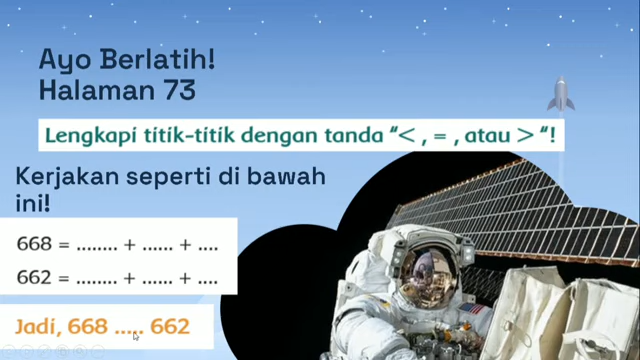 Ayo Berlatih!
Halaman 73
Lengkapi titik-titik dengan tanda “< , = , atau > “!
Kerjakan seperti di bawah
ini!
668 = ........ + ...... + ....
662 = ........ + ...... + ....
Jadi, 668 ..... 662